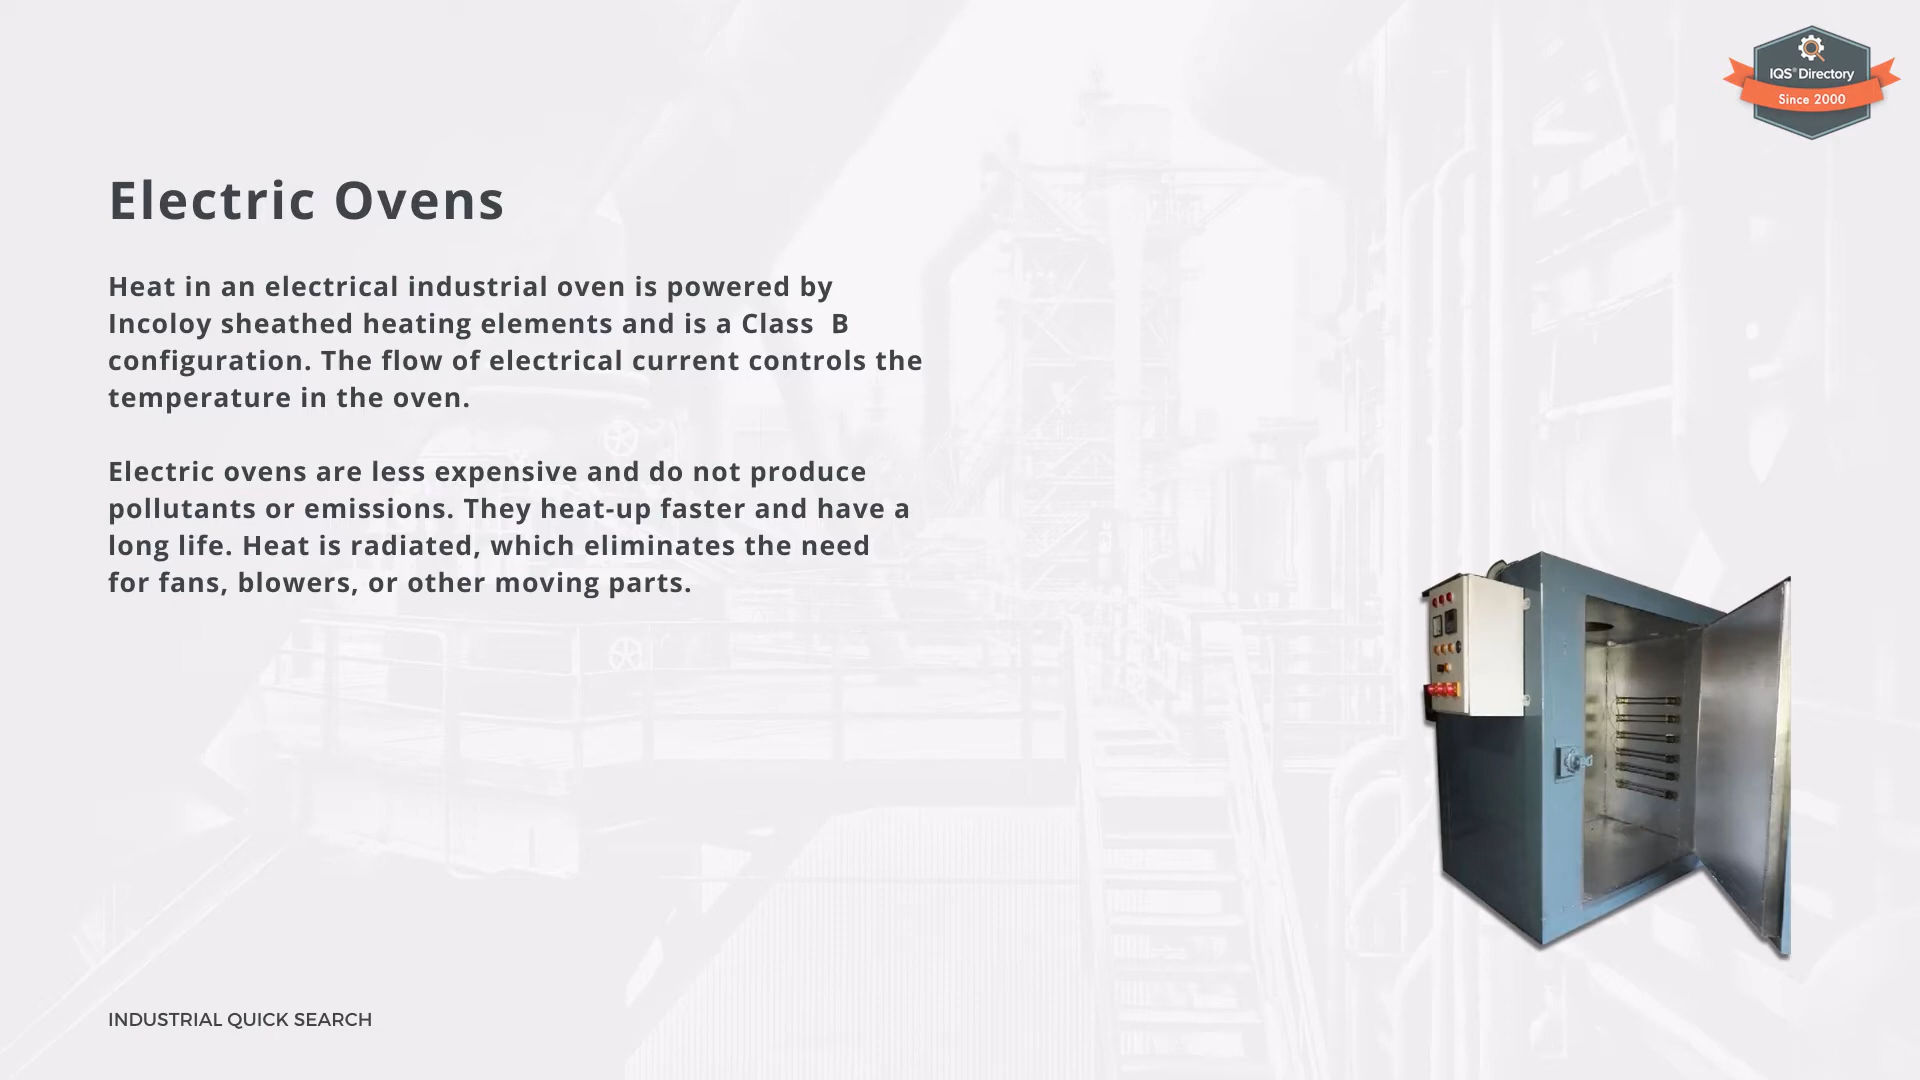 IQS® Directory
Since 2000
Electric Ovens
Heat in an electrical industrial oven is powered by
Incoloy sheathed heating elements and is a Class  B
configuration. The flow of electrical current controls the
temperature in the oven.
Electric ovens are less expensive and do not produce
pollutants or emissions. They heat-up faster and have a
long life. Heat is radiated, which eliminates the need
for fans, blowers, or other moving parts.
INDUSTRIAL QUICK SEARCH